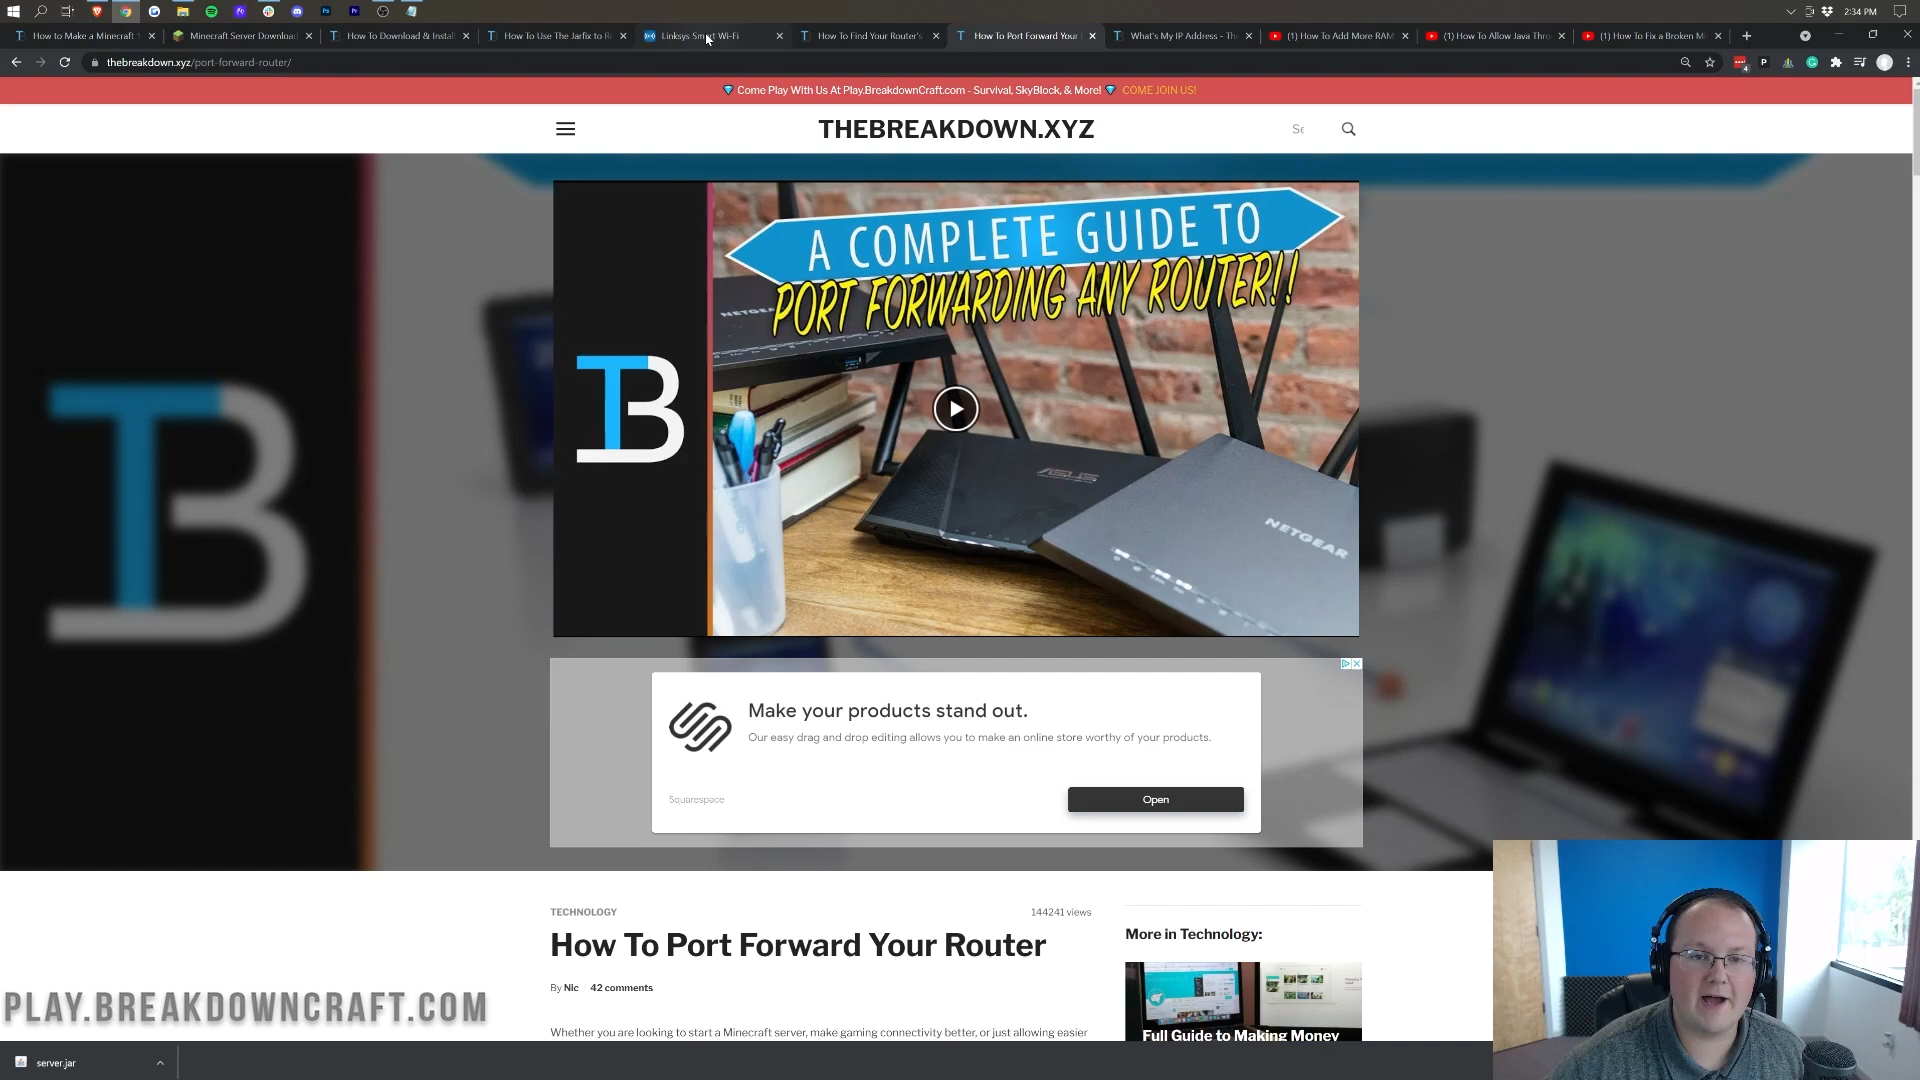 2:34 PM
How to Make a Minecraft
Minecraft Server Download
How To Download & Install
How To Use The Jarfix to R
Linksys Smart Wi-Fi
How To Find Your Router's
How To Port Forward Your
What's My IP Address - Th
(1) How To Add More RAM
(1) How To Allow Java Thro
(1) How To Fix a Broken Mi
thebreakdown.xyz/port-forward-router/
Come Play With Us At Play.BreakdownCraft.com - Survival, SkyBlock, & More! COME JOIN US!
THEBREAKDOWN.XYZ
Se
A COMPLETE GUIDE TO
PORT FORWARDING ANY ROUTER!!
NETGEAR
ASUS
NETGEAR
TB
TB
Make your products stand out.
Our easy drag and drop editing allows you to make an online store worthy of your products.
Squarespace
Open
TECHNOLOGY
144241 views
How To Port Forward Your Router
By Nic
42 comments
Whether you are looking to start a Minecraft server, make gaming connectivity better, or just allowing easier
More in Technology:
Full Guide to Making Money
PLAY.BREAKDOWNCRAFT.COM
server.jar